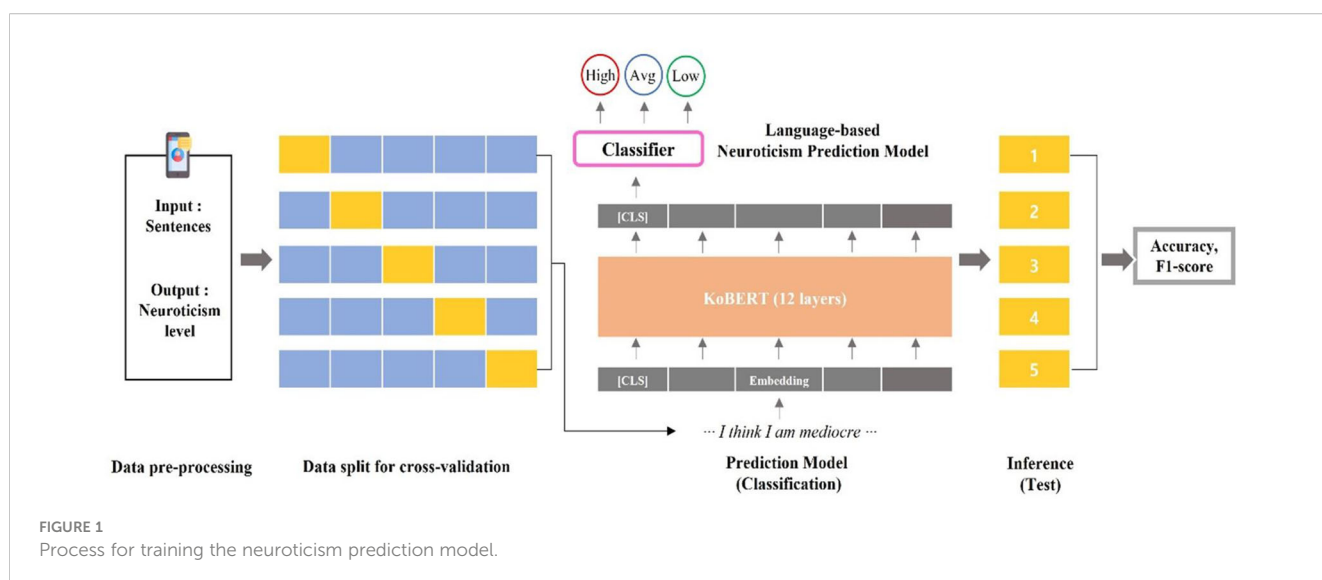 High Avg Low
Classifier
Language-based
Neuroticism Prediction Model
Input :
Sentences
Output :
Neuroticism
level
[CLS]
KoBERT (12 layers)
[CLS] Embedding
··· I think I am mediocre ···
1
2
3
4
5
Accuracy,
F1-score
Data pre-processing
Data split for cross-validation
Prediction Model
(Classification)
Inference
(Test)
FIGURE 1
Process for training the neuroticism prediction model.